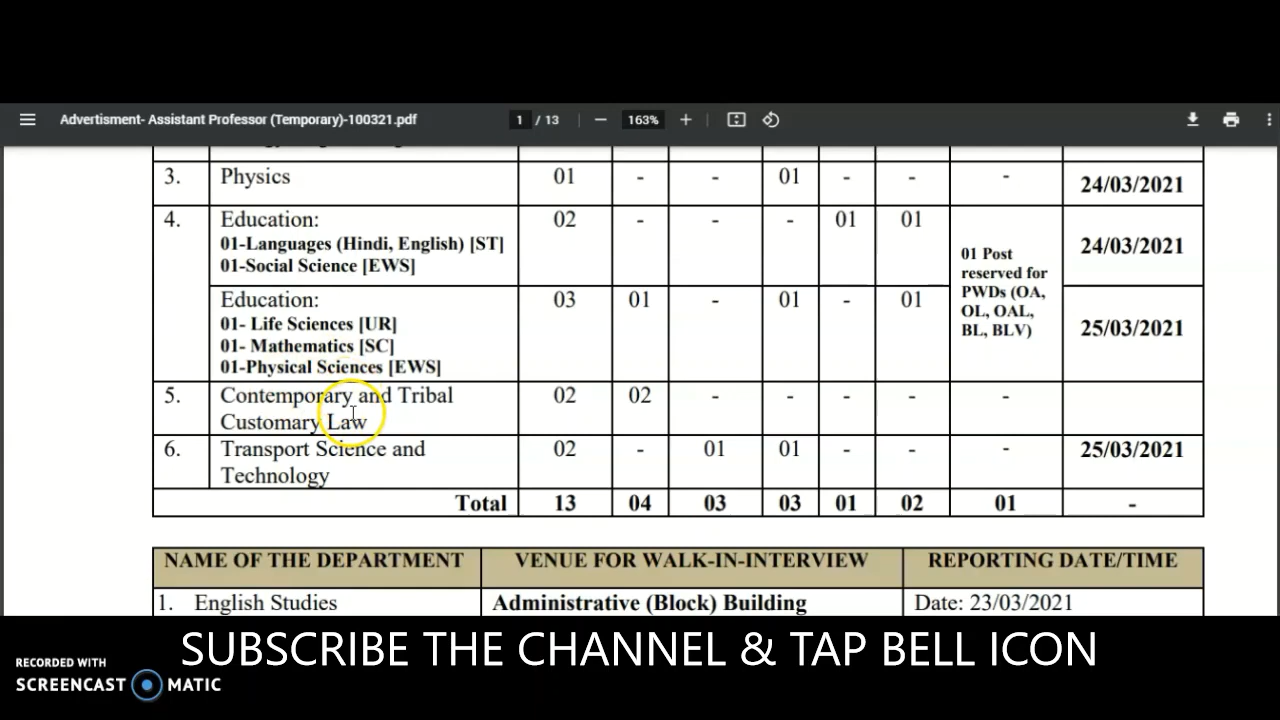 Advertisment- Assistant Professor (Temporary)-100321.pdf 1 / 13 163%
3. Physics 01 - - 01 - - - 24/03/2021
4. Education: 02 - - - 01 01
01-Languages (Hindi, English) [ST] 24/03/2021
01-Social Science [EWS]
01 Post
reserved for
PWDs (OA,
OL, OAL,
BL, BLV)
Education: 03 01 - 01 - 01
01- Life Sciences [UR] 25/03/2021
01- Mathematics [SC]
01-Physical Sciences [EWS]
5. Contemporary and Tribal 02 02 - - - - -
Customary Law
6. Transport Science and 02 - 01 01 - - - 25/03/2021
Technology
Total 13 04 03 03 01 02 01 -
NAME OF THE DEPARTMENT VENUE FOR WALK-IN-INTERVIEW REPORTING DATE/TIME
1. English Studies Administrative (Block) Building Date: 23/03/2021
SUBSCRIBE THE CHANNEL & TAP BELL ICON
RECORDED WITH
SCREENCAST MATIC